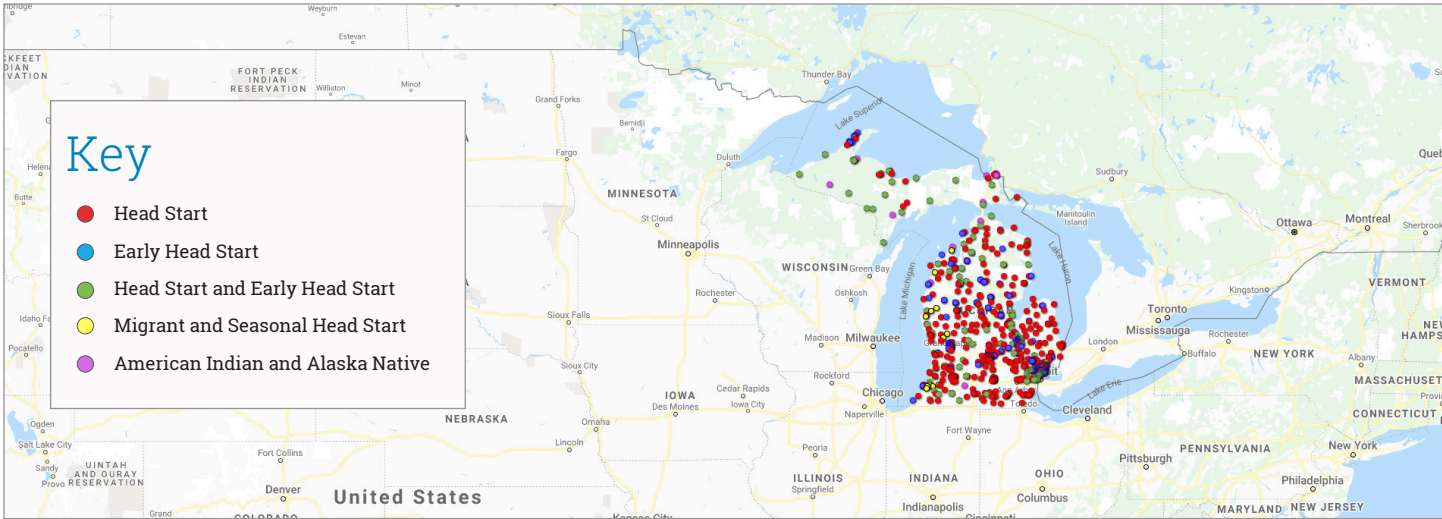 Key
Head Start
Early Head Start
Head Start and Early Head Start
Migrant and Seasonal Head Start
American Indian and Alaska Native
Weyburn
Estevan
FORT PECK
INDIAN
RESERVATION
Williston
Minot
Grand Forks
Bemidji
Fargo
Duluth
Thunder Bay
Lake Superior
MINNESOTA
St Cloud
Minneapolis
Butte
Pocatello
Sudbury
Manitoulin
Island
Ottawa
Montreal
WISCONSIN
Green Bay
Oshkosh
Lake Michigan
Lake Huron
Kingston
VERMONT
Rochester
Toronto
Mississauga
Sioux Falls
Madison
Milwaukee
London
Rochester
Buffalo
NEW YORK
Albany
Sioux City
Rockford
Chicago
Naperville
Lake Erie
Cleveland
IOWA
Des Moines
Cedar Rapids
Iowa City
NEBRASKA
Omaha
Lincoln
Fort Wayne
Toledo
CONNECTICUT
Ogden
Salt Lake City
Sandy
Provo
UINTAH
AND OURAY
RESERVATION
Fort Collins
Denver
Grand
COLORADO
United States
Kansas City
Peoria
ILLINOIS
Springfield
INDIANA
Indianapolis
OHIO
Columbus
Cincinnati
PENNSYLVANIA
Pittsburgh
New York
Philadelphia
MARYLAND
NEW JERSEY